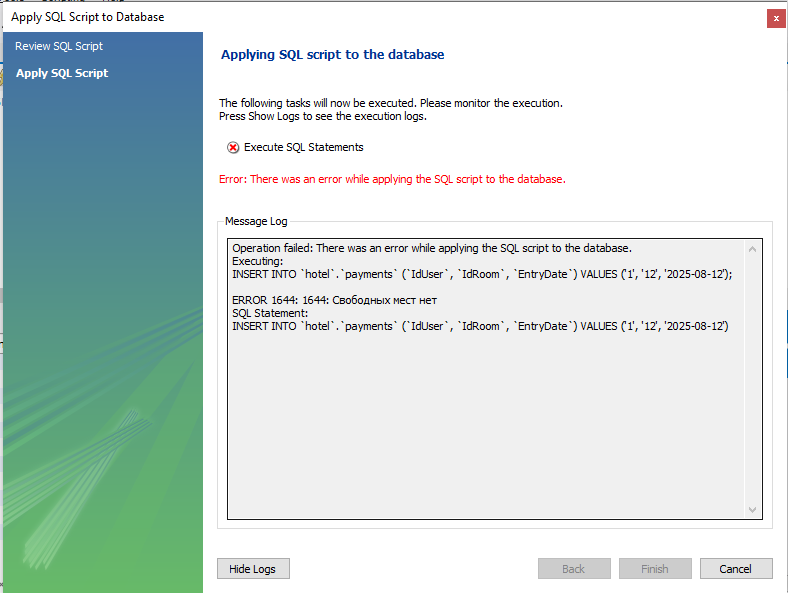 Apply SQL Script to Database
x
Review SQL Script
Apply SQL Script
Applying SQL script to the database
The following tasks will now be executed. Please monitor the execution.
Press Show Logs to see the execution logs.
Execute SQL Statements
Error: There was an error while applying the SQL script to the database.
Message Log
Operation failed: There was an error while applying the SQL script to the database.
Executing:
INSERT INTO `hotel`.`payments` (`IdUser`, `IdRoom`, `EntryDate`) VALUES ('1', '12', '2025-08-12');
ERROR 1644: 1644: Свободных мест нет
SQL Statement:
INSERT INTO `hotel`.`payments` (`IdUser`, `IdRoom`, `EntryDate`) VALUES ('1', '12', '2025-08-12')
Hide Logs
Back
Finish
Cancel